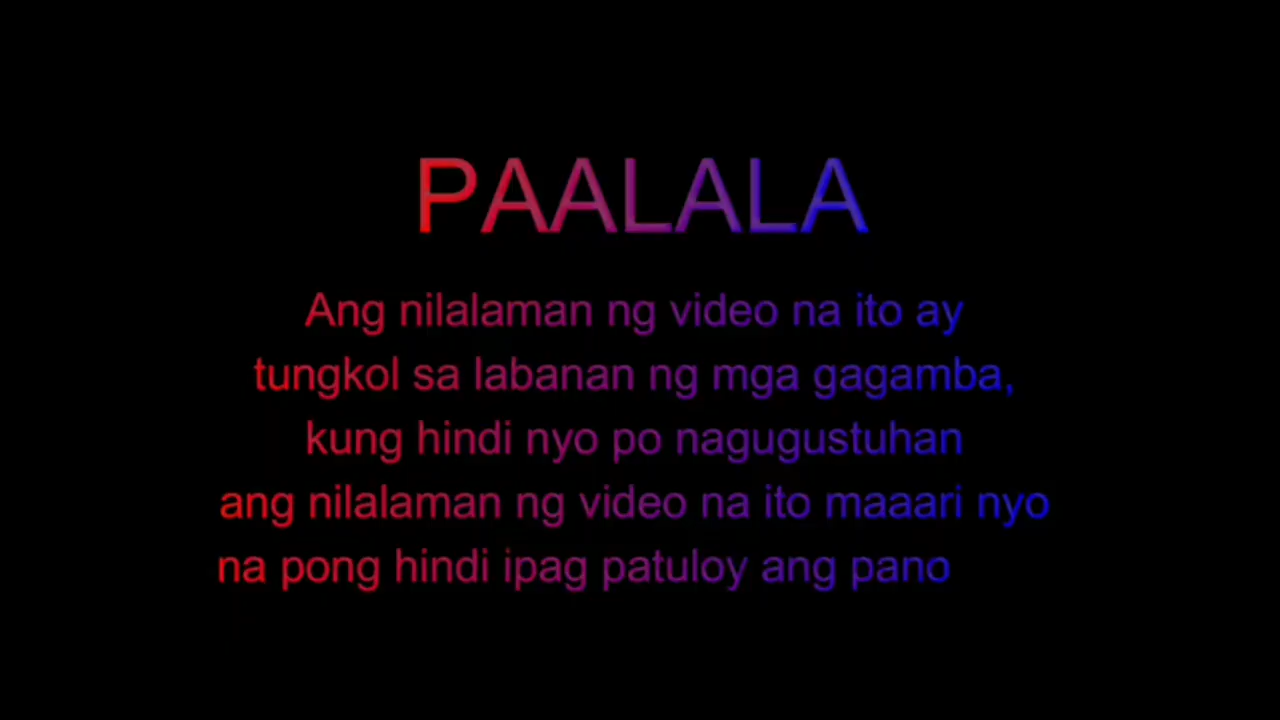 PAALALA
Ang nilalaman ng video na ito ay
tungkol sa labanan ng mga gagamba,
kung hindi nyo po nagugustuhan
ang nilalaman ng video na ito maaari nyo
na pong hindi ipag patuloy ang pano